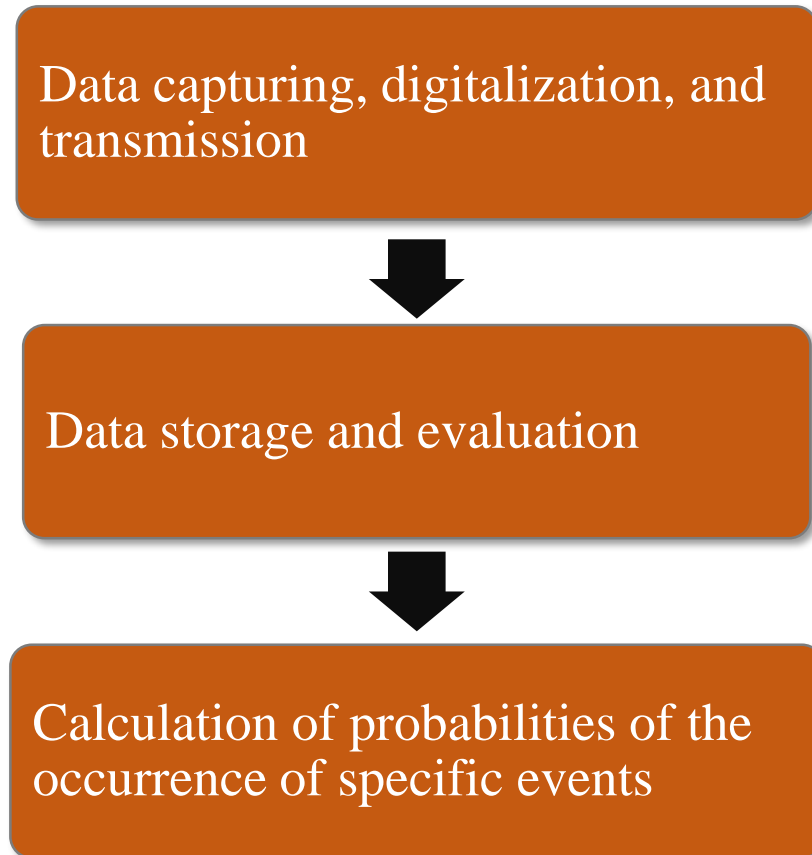 Data capturing, digitalization, and
transmission
Data storage and evaluation
Calculation of probabilities of the
occurrence of specific events